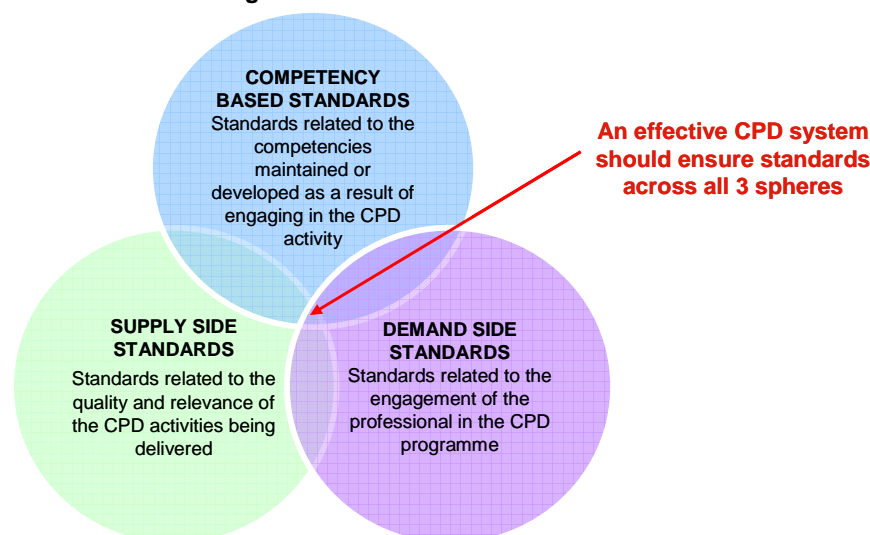 COMPETENCY
BASED STANDARDS
Standards related to the
competencies
maintained or
developed as a result of
engaging in the CPD
activity
An effective CPD system
should ensure standards
across all 3 spheres
SUPPLY SIDE
STANDARDS
Standards related to the
quality and relevance of
the CPD activities being
delivered
DEMAND SIDE
STANDARDS
Standards related to the
engagement of the
professional in the CPD
programme